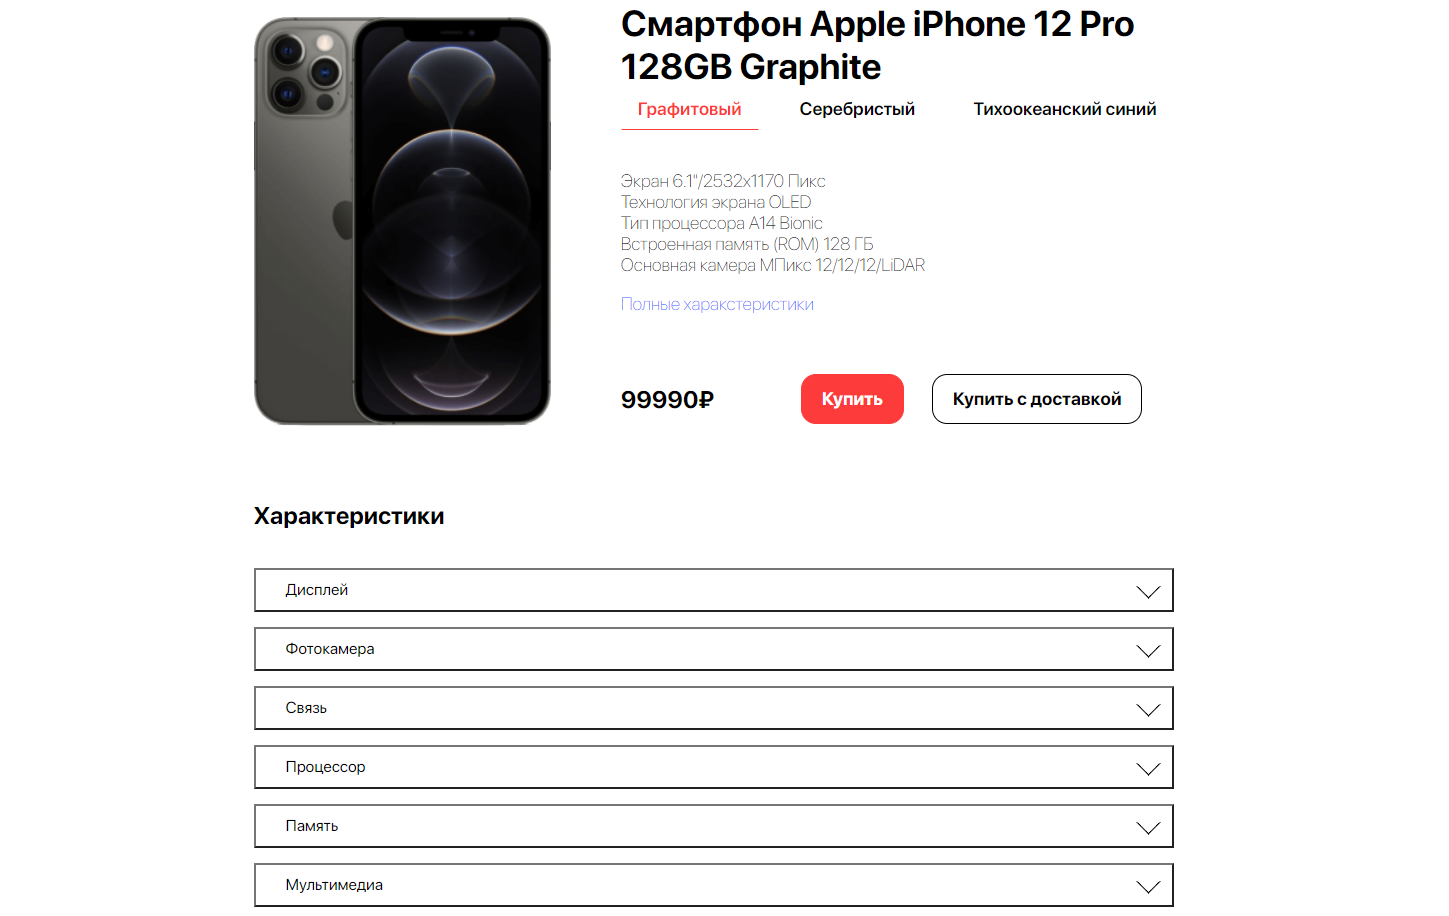 Смартфон Apple iPhone 12 Pro
128GB Graphite
Графитовый Серебристый Тихоокеанский синий
Экран 6.1"/2532x1170 Пикс
Технология экрана OLED
Тип процессора A14 Bionic
Встроенная память (ROM) 128 ГБ
Основная камера МПикс 12/12/12/LiDAR
Полные характстеристики
99990₽ Купить Купить с доставкой
Характеристики
Дисплей
Фотокамера
Связь
Процессор
Память
Мультимедиа